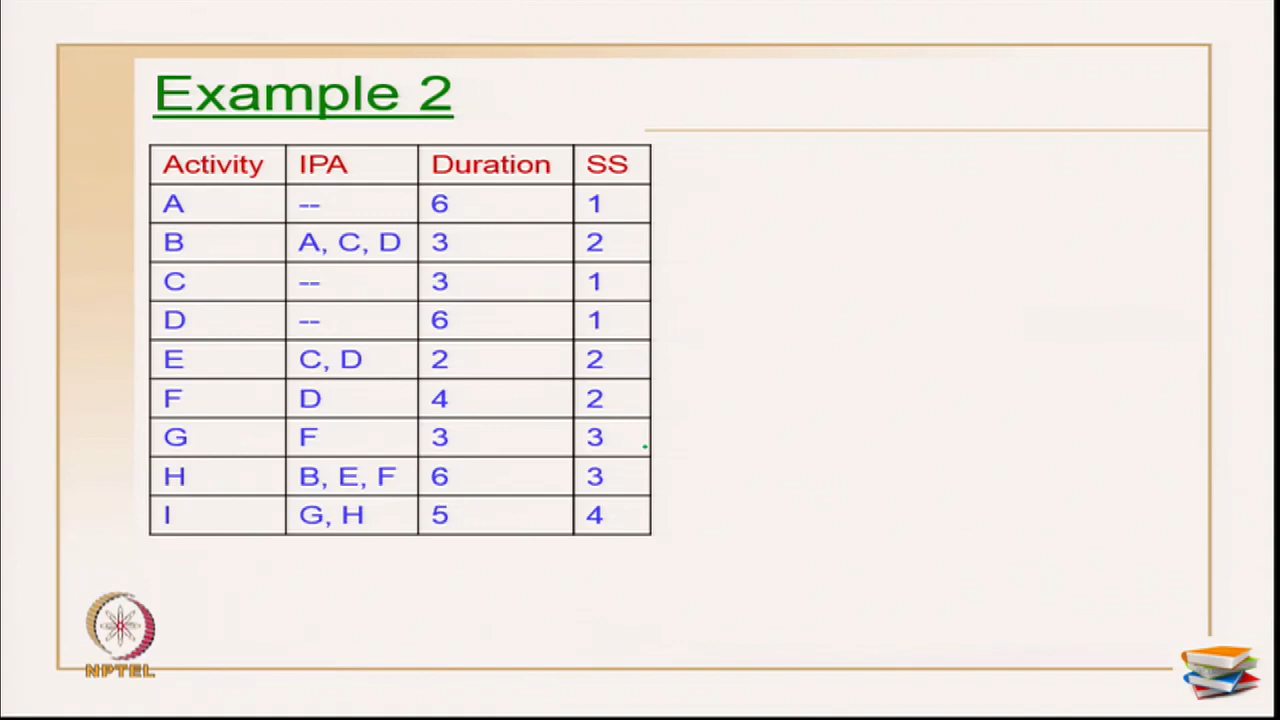 Example 2
Activity IPA Duration SS
A -- 6 1
B A, C, D 3 2
C -- 3 1
D -- 6 1
E C, D 2 2
F D 4 2
G F 3 3
H B, E, F 6 3
I G, H 5 4
NPTEL